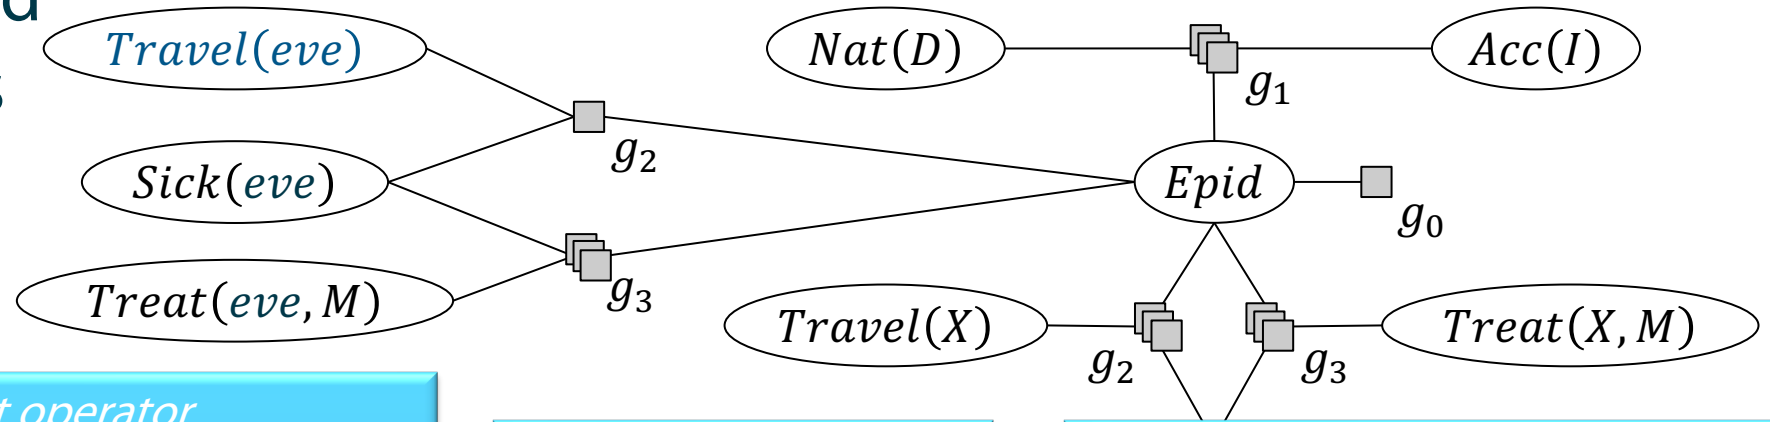 d
s
Travel(eve)
Nat(D)
Acc(I)
g₁
g₂
Sick(eve)
Epid
g₀
Treat(eve, M)
g₃
Travel(X)
Treat(X, M)
g₂
g₃
operator